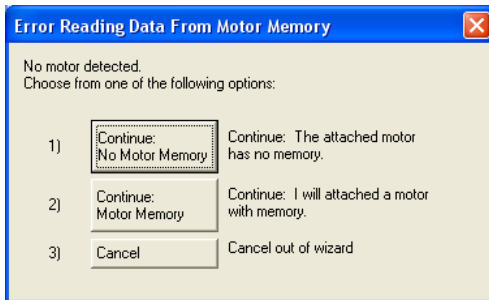 Error Reading Data From Motor Memory
No motor detected.
Choose from one of the following options:
1)
Continue:
No Motor Memory
Continue: The attached motor
has no memory.
2)
Continue:
Motor Memory
Continue: I will attached a motor
with memory.
3)
Cancel
Cancel out of wizard